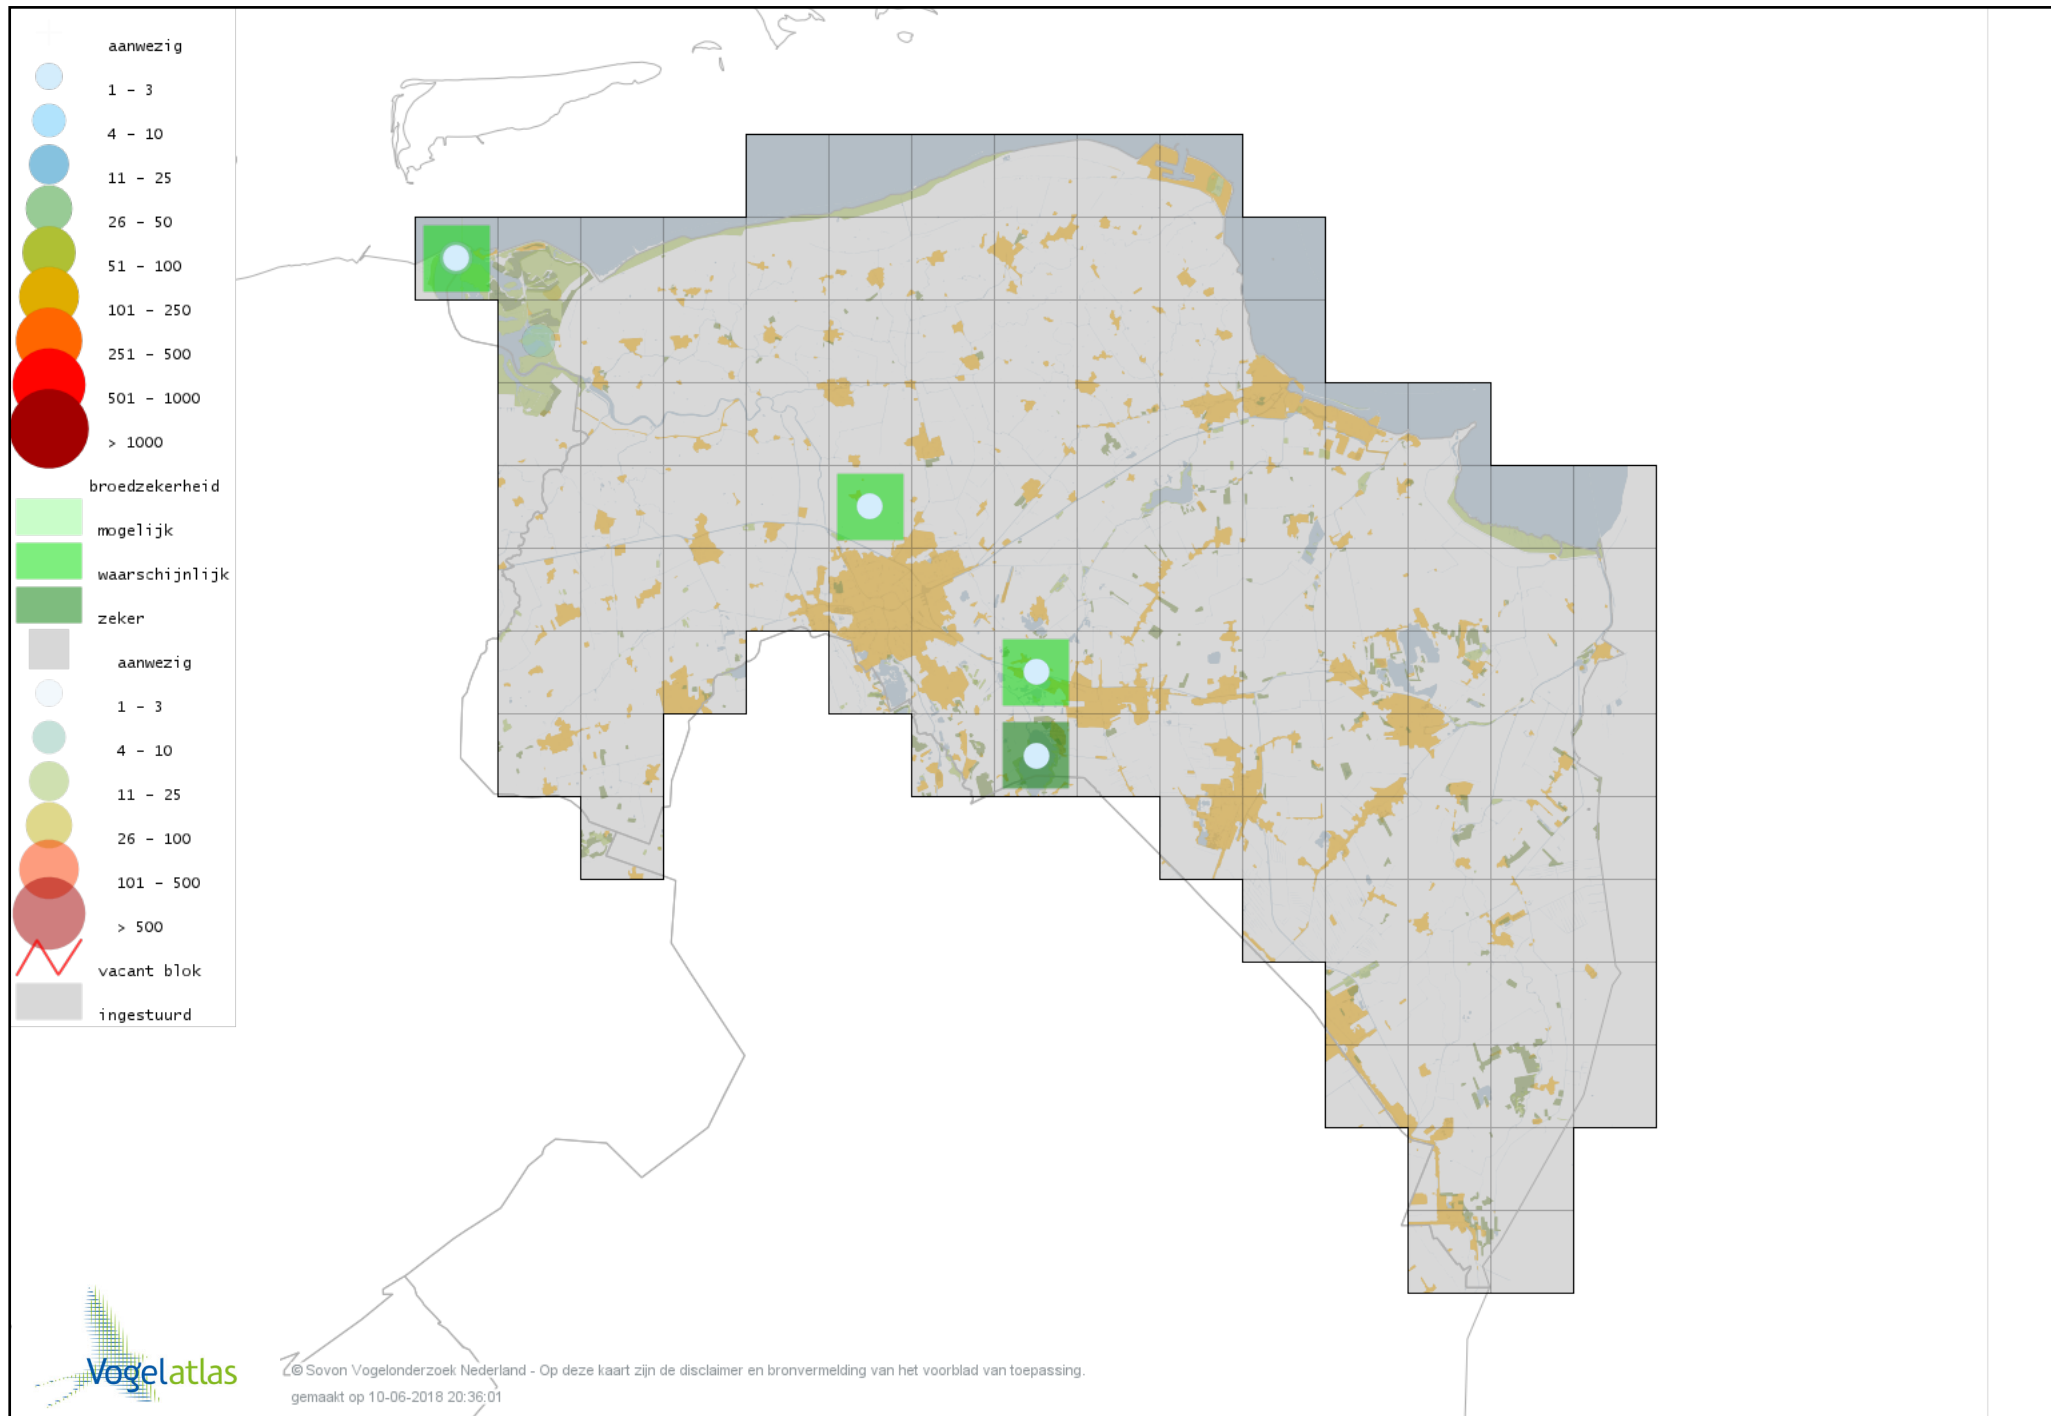 aanwezig
1 - 3
4 - 10
11 - 25
26 - 50
51 - 100
101 - 250
251 - 500
501 - 1000
> 1000
broedzekerheid
mogelijk
waarschijnlijk
zeker
aanwezig
1 - 3
4 - 10
11 - 25
26 - 100
101 - 500
> 500
vacant blok
ingestuurd
Vogelatlas
© Sovon Vogelonderzoek Nederland - Op deze kaart zijn de disclaimer en bronvermelding van het voorblad van toepassing.
gemaakt op 10-06-2018 20:36:01